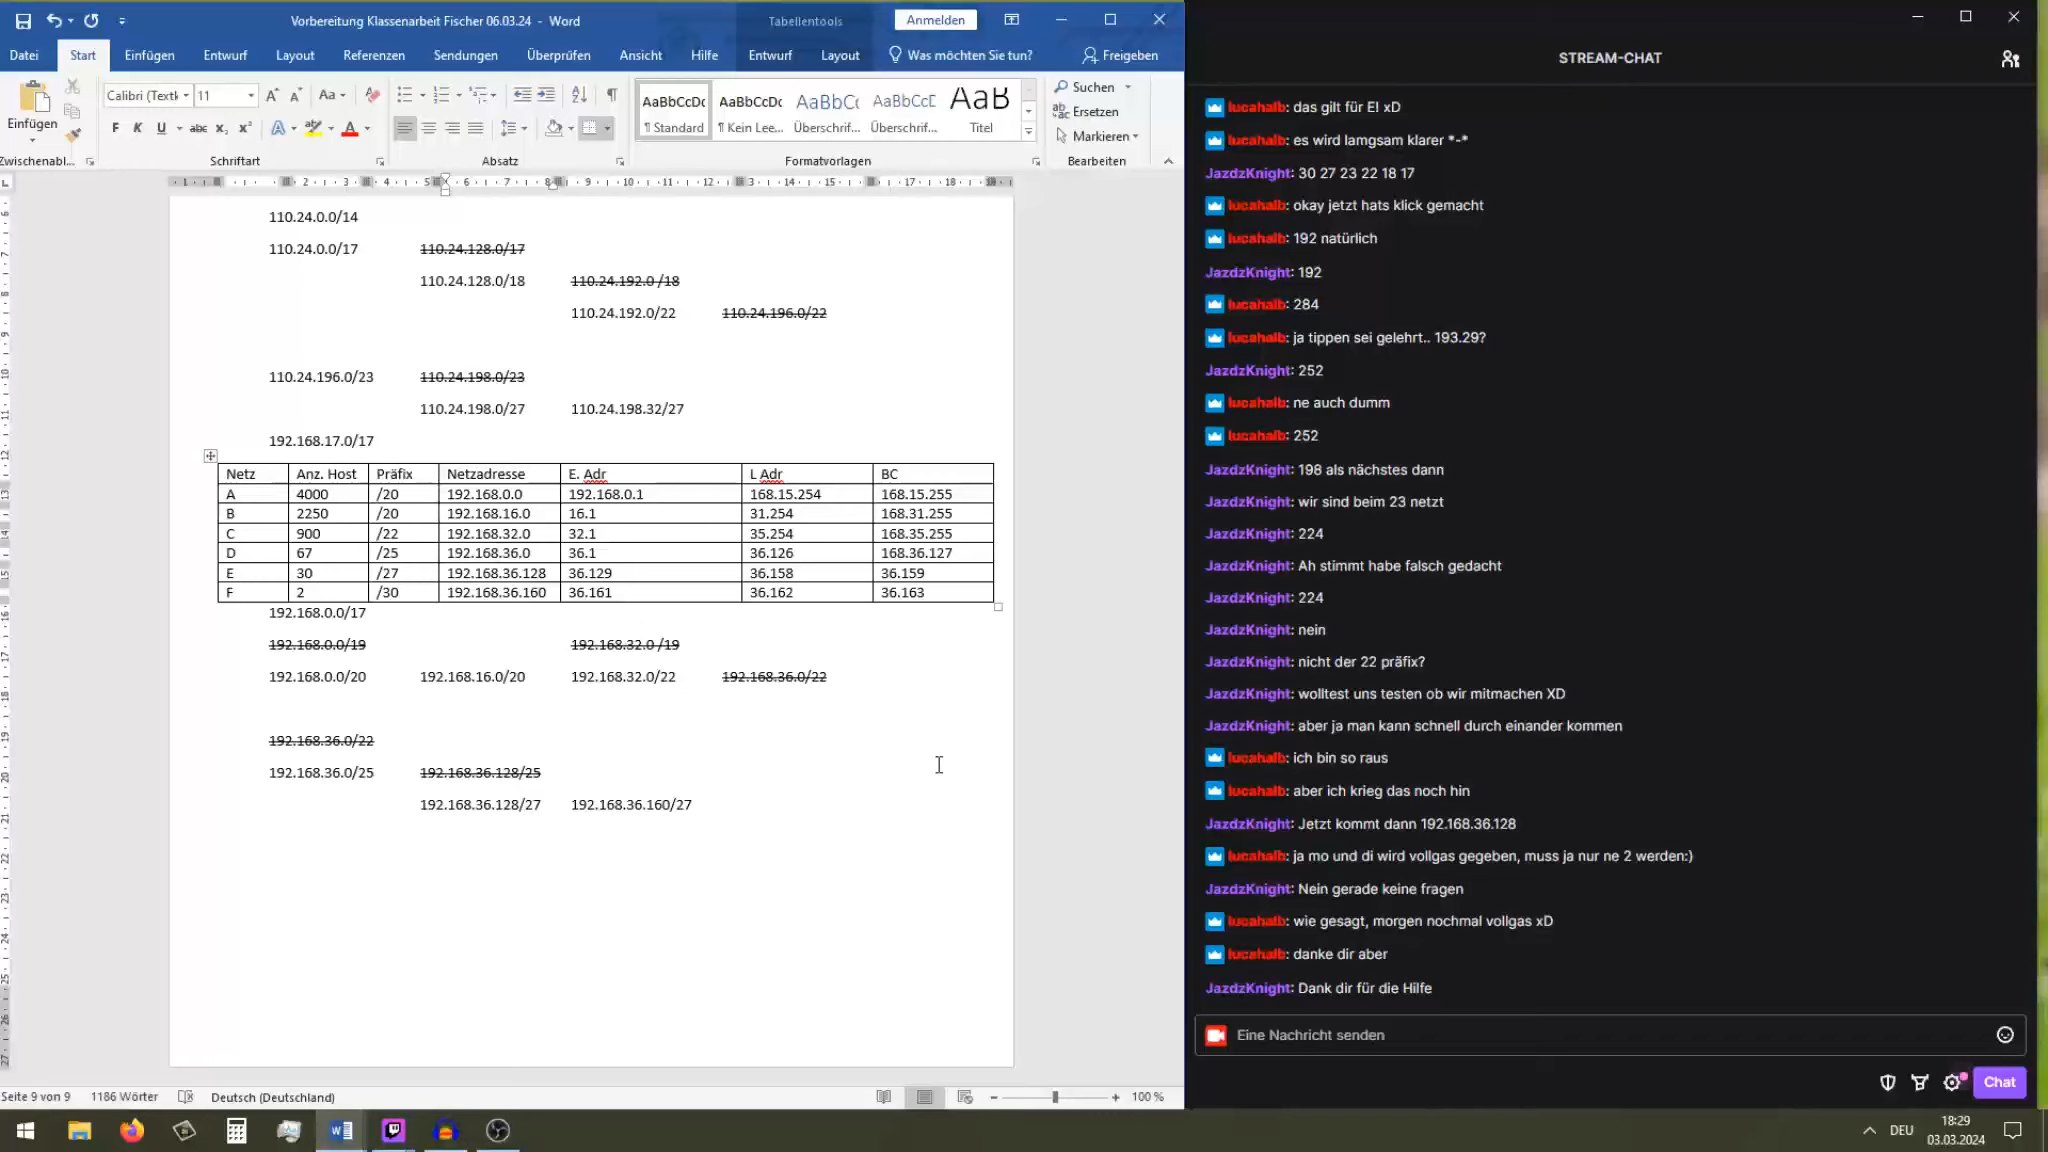 Vorbereitung Klassenarbeit Fischer 06.03.24 - Word
Tabellentools
Anmelden
Datei Start Einfügen Entwurf Layout Referenzen Sendungen Überprüfen Ansicht Hilfe Entwurf Layout Was möchten Sie tun? Freigeben
Einfügen
Calibri (Textk 11
Aa
F K U abc x₂ x²
AaBbCcDc AaBbCcDc AaBbCc AaBbCcE AaB
¶ Standard ¶ Kein Lee... Überschrif... Überschrif... Titel
Suchen
Ersetzen
Markieren
Zwischenabl... Schriftart Absatz Formatvorlagen Bearbeiten
110.24.0.0/14
110.24.0.0/17 110.24.128.0/17
110.24.128.0/18 110.24.192.0 /18
110.24.192.0/22 110.24.196.0/22
110.24.196.0/23 110.24.198.0/23
110.24.198.0/27 110.24.198.32/27
192.168.17.0/17
Netz Anz. Host Präfix Netzadresse E. Adr L Adr BC
A 4000 /20 192.168.0.0 192.168.0.1 168.15.254 168.15.255
B 2250 /20 192.168.16.0 16.1 31.254 168.31.255
C 900 /22 192.168.32.0 32.1 35.254 168.35.255
D 67 /25 192.168.36.0 36.1 36.126 168.36.127
E 30 /27 192.168.36.128 36.129 36.158 36.159
F 2 /30 192.168.36.160 36.161 36.162 36.163
192.168.0.0/17
192.168.0.0/19 192.168.32.0 /19
192.168.0.0/20 192.168.16.0/20 192.168.32.0/22 192.168.36.0/22
192.168.36.0/22
192.168.36.0/25 192.168.36.128/25
192.168.36.128/27 192.168.36.160/27
Seite 9 von 9 1186 Wörter Deutsch (Deutschland) 100 %
STREAM-CHAT
lucahalb: das gilt für EI xD
lucahalb: es wird lamgsam klarer *-*
JazdzKnight: 30 27 23 22 18 17
lucahalb: okay jetzt hats klick gemacht
lucahalb: 192 natürlich
JazdzKnight: 192
lucahalb: 284
lucahalb: ja tippen sei gelehrt.. 193.29?
JazdzKnight: 252
lucahalb: ne auch dumm
lucahalb: 252
JazdzKnight: 198 als nächstes dann
JazdzKnight: wir sind beim 23 netzt
JazdzKnight: 224
JazdzKnight: Ah stimmt habe falsch gedacht
JazdzKnight: 224
JazdzKnight: nein
JazdzKnight: nicht der 22 präfix?
JazdzKnight: wolltest uns testen ob wir mitmachen XD
JazdzKnight: aber ja man kann schnell durch einander kommen
lucahalb: ich bin so raus
lucahalb: aber ich krieg das noch hin
JazdzKnight: Jetzt kommt dann 192.168.36.128
lucahalb: ja mo und di wird vollgas gegeben, muss ja nur ne 2 werden:)
JazdzKnight: Nein gerade keine fragen
lucahalb: wie gesagt, morgen nochmal vollgas xD
lucahalb: danke dir aber
JazdzKnight: Dank dir für die Hilfe
Eine Nachricht senden
Chat
DEU
18:29
03.03.2024